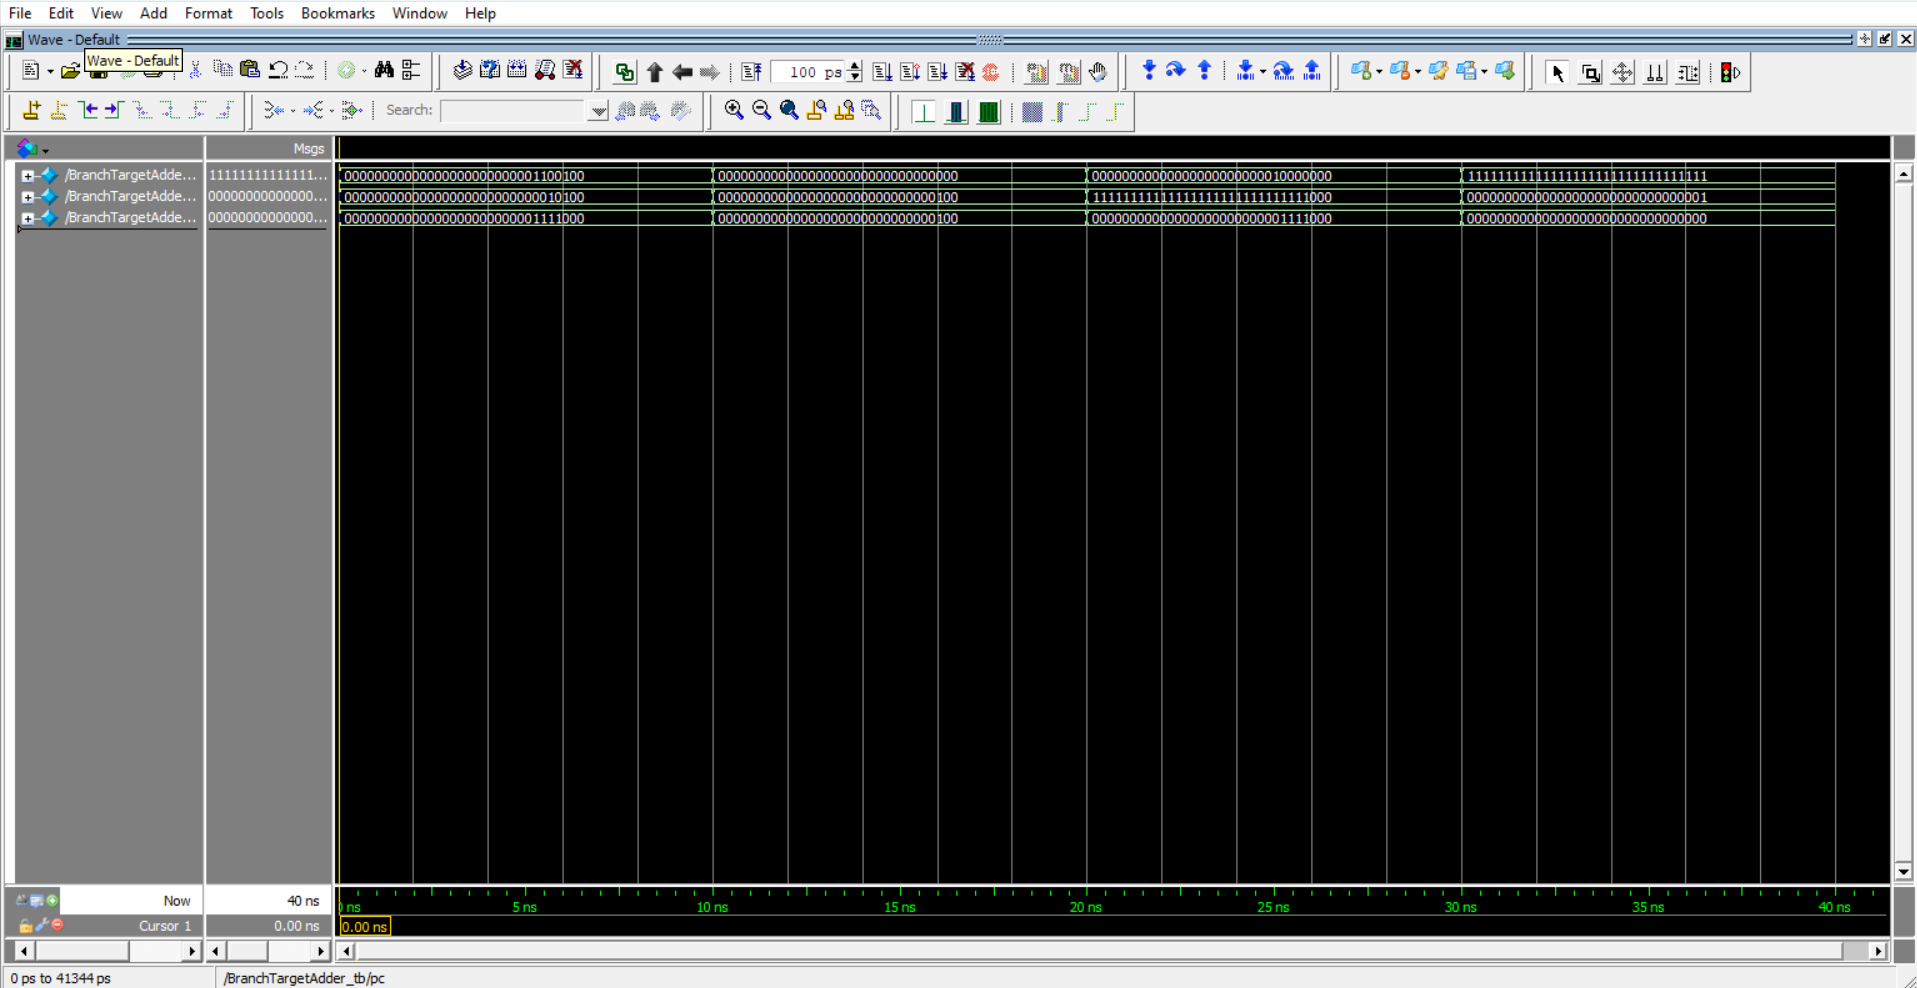 File Edit View Add Format Tools Bookmarks Window Help
Wave - Default
Wave - Default
100 ps
Search:
Msgs
/BranchTargetAdde... 11111111111111... 00000000000000000000000001100100 00000000000000000000000000000000 00000000000000000000000010000000 11111111111111111111111111111111
/BranchTargetAdde... 00000000000000... 00000000000000000000000000010100 00000000000000000000000000000100 11111111111111111111111111111000 00000000000000000000000000000001
/BranchTargetAdde... 00000000000000... 00000000000000000000000001111000 00000000000000000000000000000100 00000000000000000000000001111000 00000000000000000000000000000000
Now 40 ns
ns 5 ns 10 ns 15 ns 20 ns 25 ns 30 ns 35 ns 40 ns
Cursor 1 0.00 ns 0.00 ns
0 ps to 41344 ps /BranchTargetAdder_tb/pc